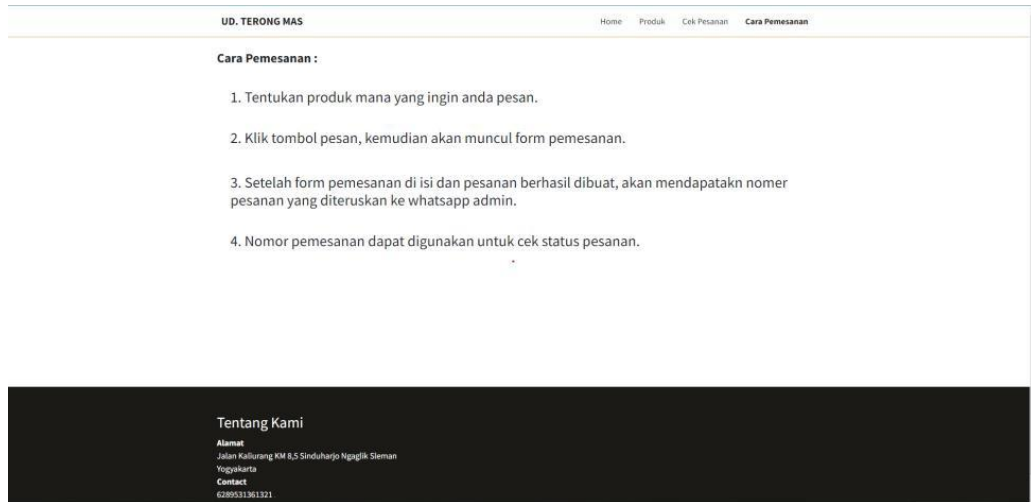 UD. TERONG MAS
Home Produk Cek Pesanan Cara Pemesanan
Cara Pemesanan :
1. Tentukan produk mana yang ingin anda pesan.
2. Klik tombol pesan, kemudian akan muncul form pemesanan.
3. Setelah form pemesanan di isi dan pesanan berhasil dibuat, akan mendapatakn nomer
pesanan yang diteruskan ke whatsapp admin.
4. Nomor pemesanan dapat digunakan untuk cek status pesanan.
Tentang Kami
Alamat
Jalan Kaliurang KM 8,5 Sinduharjo Ngaglik Sleman
Yogyakarta
Contact
6289531361321